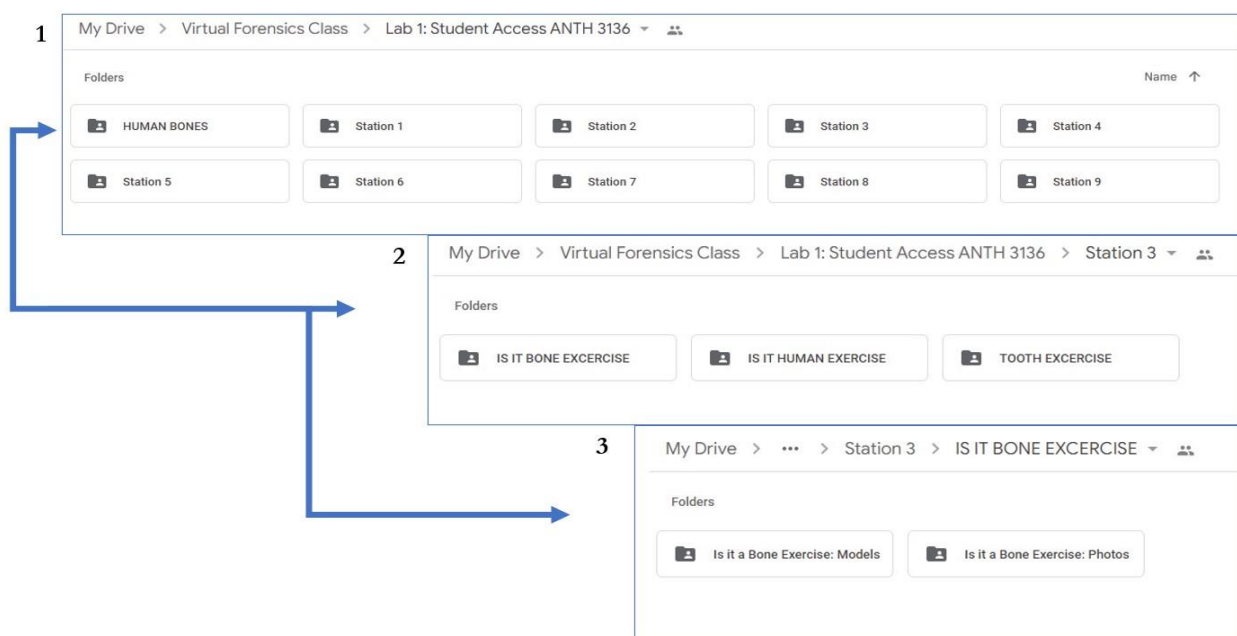 1
My Drive > Virtual Forensics Class > Lab 1: Student Access ANTH 3136
Folders Name ↑
HUMAN BONES Station 1 Station 2 Station 3 Station 4
Station 5 Station 6 Station 7 Station 8 Station 9
2
My Drive > Virtual Forensics Class > Lab 1: Student Access ANTH 3136 > Station 3
Folders
IS IT BONE EXCERCISE IS IT HUMAN EXERCISE TOOTH EXCERCISE
3
My Drive > ••• > Station 3 > IS IT BONE EXCERCISE
Folders
Is it a Bone Exercise: Models Is it a Bone Exercise: Photos